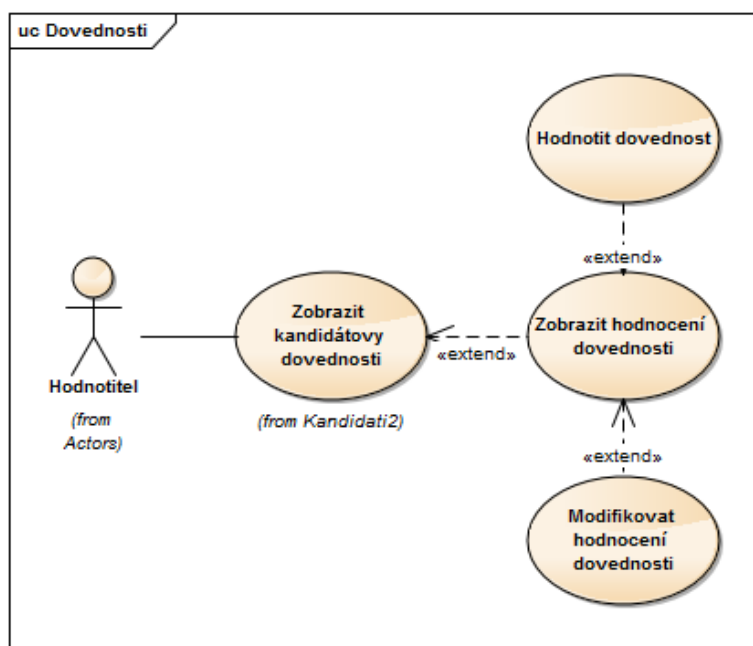 uc Dovednosti
Hodnotit dovednost
«extend»
Zobrazit
kandidátovy
dovednosti
(from Kandidati2)
«extend»
Zobrazit hodnocení
dovednosti
Hodnotitel
(from
Actors)
«extend»
Modifikovat
hodnocení
dovednosti